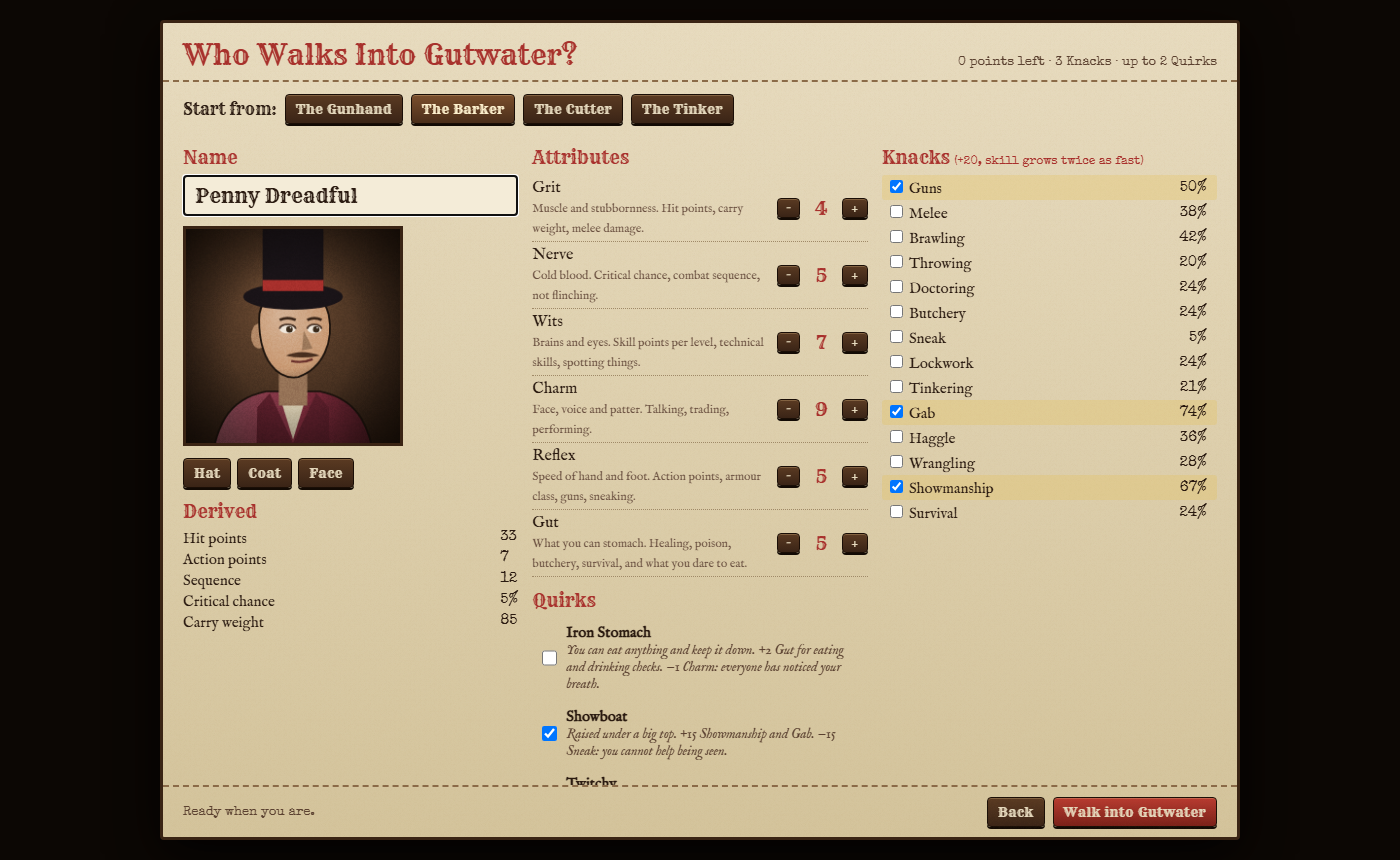 Who Walks Into Gutwater?
0 points left · 3 Knacks · up to 2 Quirks
Start from:
The Gunhand
The Barker
The Cutter
The Tinker
Name
Penny Dreadful
Hat
Coat
Face
Derived
Hit points 33
Action points 7
Sequence 12
Critical chance 5%
Carry weight 85
Attributes
Grit
Muscle and stubbornness. Hit points, carry
weight, melee damage.
- 4 +
Nerve
Cold blood. Critical chance, combat sequence,
not flinching.
- 5 +
Wits
Brains and eyes. Skill points per level, technical
skills, spotting things.
- 7 +
Charm
Face, voice and patter. Talking, trading,
performing.
- 9 +
Reflex
Speed of hand and foot. Action points, armour
class, guns, sneaking.
- 5 +
Gut
What you can stomach. Healing, poison,
butchery, survival, and what you dare to eat.
- 5 +
Quirks
Iron Stomach
You can eat anything and keep it down. +2 Gut for eating
and drinking checks. −1 Charm: everyone has noticed your
breath.
Showboat
Raised under a big top. +15 Showmanship and Gab. −15
Sneak: you cannot help being seen.
Twitchy
Knacks (+20, skill grows twice as fast)
Guns 50%
Melee 38%
Brawling 42%
Throwing 20%
Doctoring 24%
Butchery 24%
Sneak 5%
Lockwork 24%
Tinkering 21%
Gab 74%
Haggle 36%
Wrangling 28%
Showmanship 67%
Survival 24%
Ready when you are.
Back
Walk into Gutwater